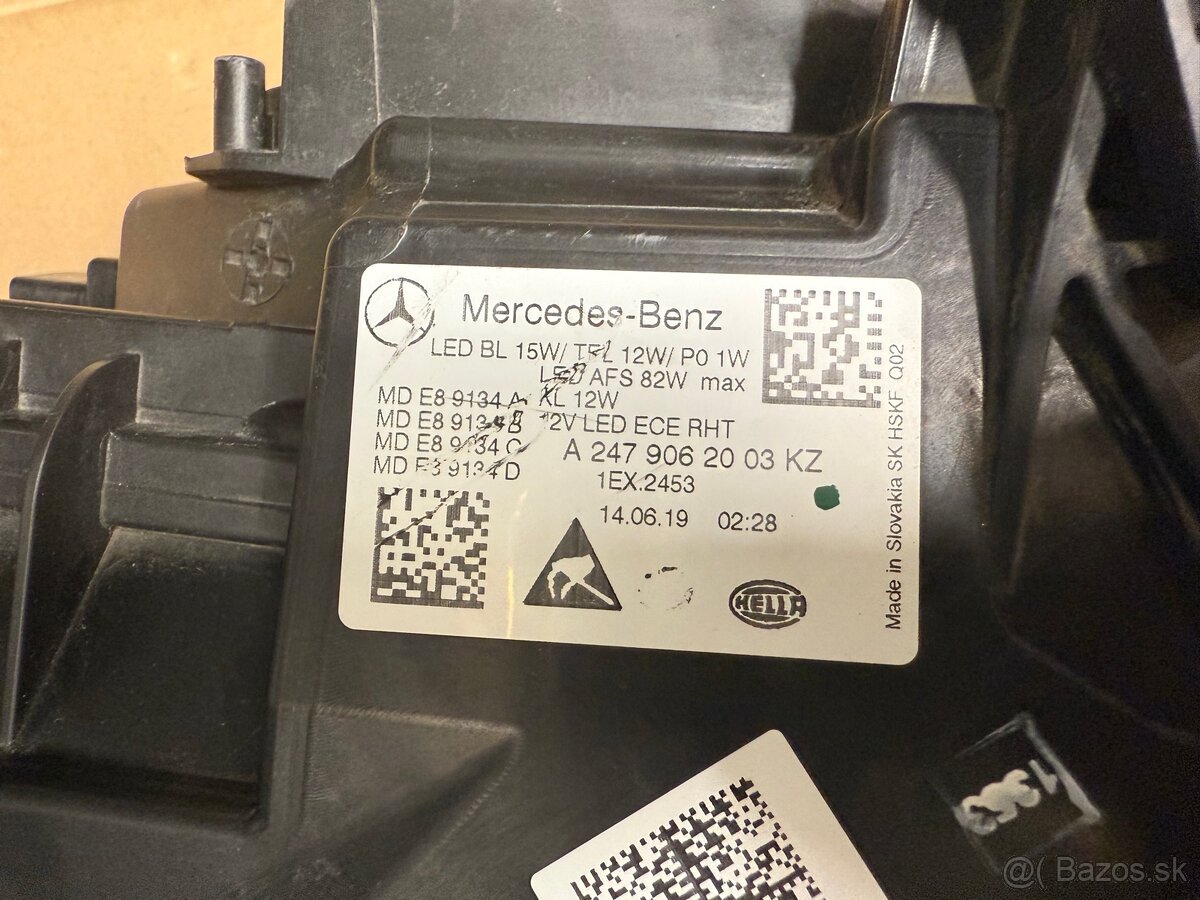 Mercedes-Benz
LED BL 15W/ TFL 12W/ P0 1W
LED AFS 82W max
MD E8 9134 A KL 12W
MD E8 9134 B 12V LED ECE RHT
MD E8 9134 C A 247 906 20 03 KZ
MD E8 9134 D 1EX.2453
14.06.19 02:28
HELLA
Made in Slovakia SK HSKF Q02
@( Bazos.sk